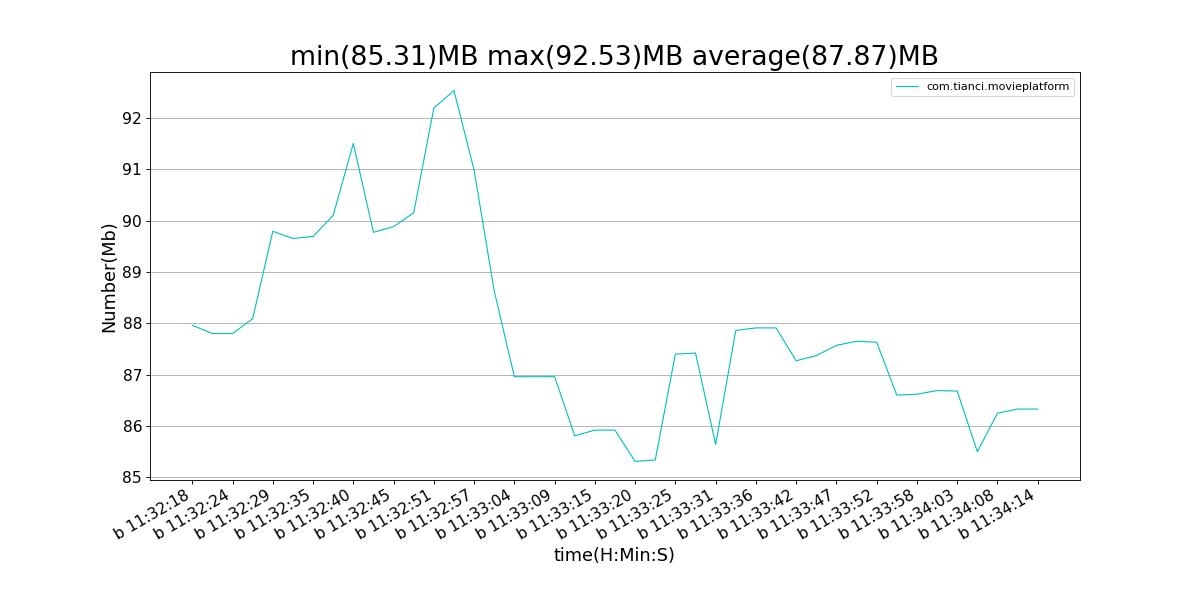 min(85.31)MB max(92.53)MB average(87.87)MB
com.tianci.movieplatform
92
91
90
89
88
87
86
85
Number(Mb)
b 11:32:18
b 11:32:24
b 11:32:29
b 11:32:35
b 11:32:40
b 11:32:45
b 11:32:51
b 11:32:57
b 11:33:04
b 11:33:09
b 11:33:15
b 11:33:20
b 11:33:25
b 11:33:31
b 11:33:36
b 11:33:42
b 11:33:47
b 11:33:52
b 11:33:58
b 11:34:03
b 11:34:08
b 11:34:14
time(H:Min:S)